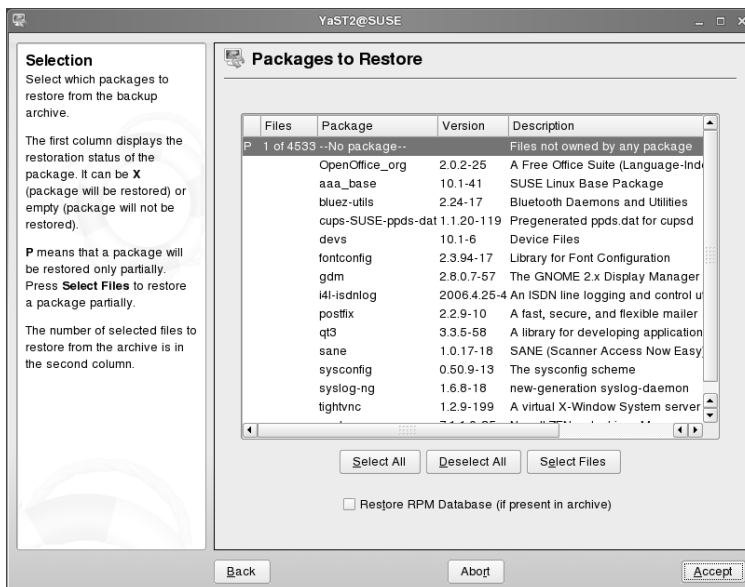 YaST2@SUSE
Selection
Select which packages to
restore from the backup
archive.
The first column displays the
restoration status of the
package. It can be X
(package will be restored) or
empty (package will not be
restored).
P means that a package will
be restored only partially.
Press Select Files to restore
a package partially.
The number of selected files to
restore from the archive is in
the second column.
Packages to Restore
Files Package Version Description
P 1 of 4533 --No package-- Files not owned by any package
OpenOffice_org 2.0.2-25 A Free Office Suite (Language-Inde
aaa_base 10.1-41 SUSE Linux Base Package
bluez-utils 2.24-17 Bluetooth Daemons and Utilities
cups-SUSE-ppds-dat 1.1.20-119 Pregenerated ppds.dat for cupsd
devs 10.1-6 Device Files
fontconfig 2.3.94-17 Library for Font Configuration
gdm 2.8.0.7-57 The GNOME 2.x Display Manager
i4l-isdnlog 2006.4.25-4 An ISDN line logging and control
postfix 2.2.9-10 A fast, secure, and flexible mailer
qt3 3.3.5-58 A library for developing application
sane 1.0.17-18 SANE (Scanner Access Now Easy)
sysconfig 0.50.9-13 The sysconfig scheme
syslog-ng 1.6.8-18 new-generation syslog-daemon
tightvnc 1.2.9-199 A virtual X-Window System server
Select All Deselect All Select Files
Restore RPM Database (if present in archive)
Back Abort Accept